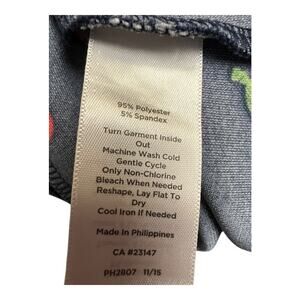 95% Polyester
5% Spandex
Turn Garment Inside
Out
Machine Wash Cold
Gentle Cycle
Only Non-Chlorine
Bleach When Needed
Reshape, Lay Flat To
Dry
Cool Iron If Needed
Made In Philippines
CA #23147
PH2807 11/15